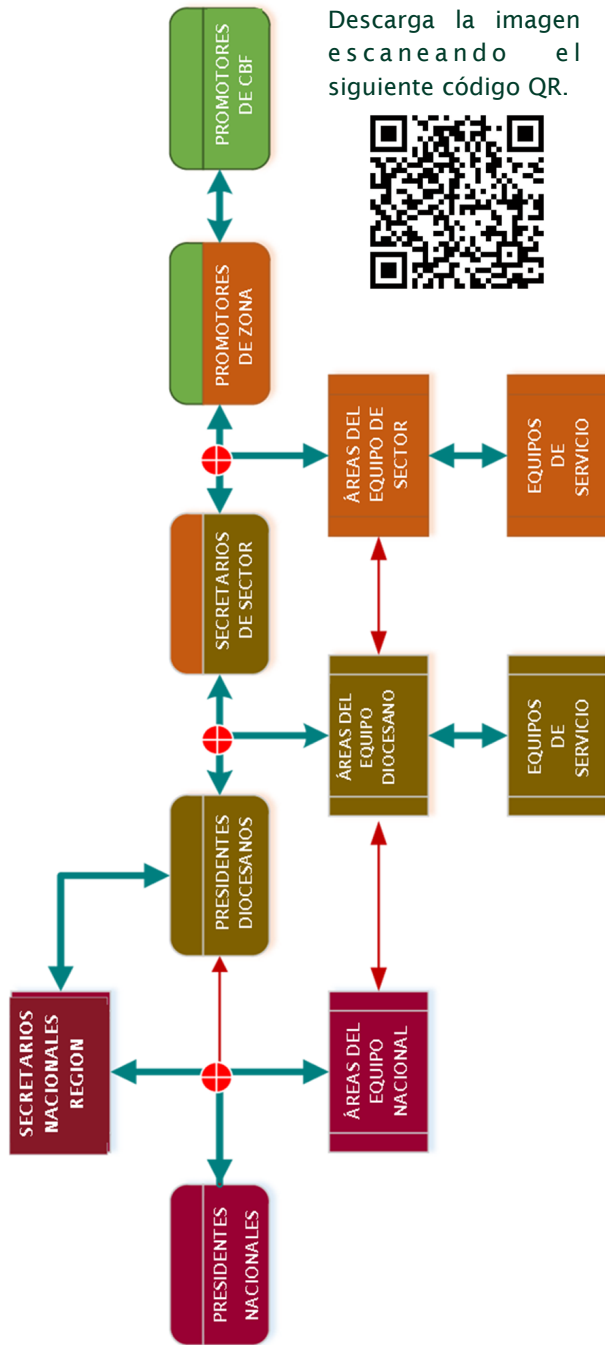 Descarga la imagen
escaneando el
siguiente código QR.
PRESIDENTES
NACIONALES
SECRETARIOS
NACIONALES
REGION
ÁREAS DEL
EQUIPO
NACIONAL
PRESIDENTES
DIOCESANOS
ÁREAS DEL
EQUIPO
DIOCESANO
EQUIPOS
DE
SERVICIO
SECRETARIOS
DE SECTOR
ÁREAS DEL
EQUIPO DE
SECTOR
EQUIPOS
DE
SERVICIO
PROMOTORES
DE ZONA
PROMOTORES
DE CBF